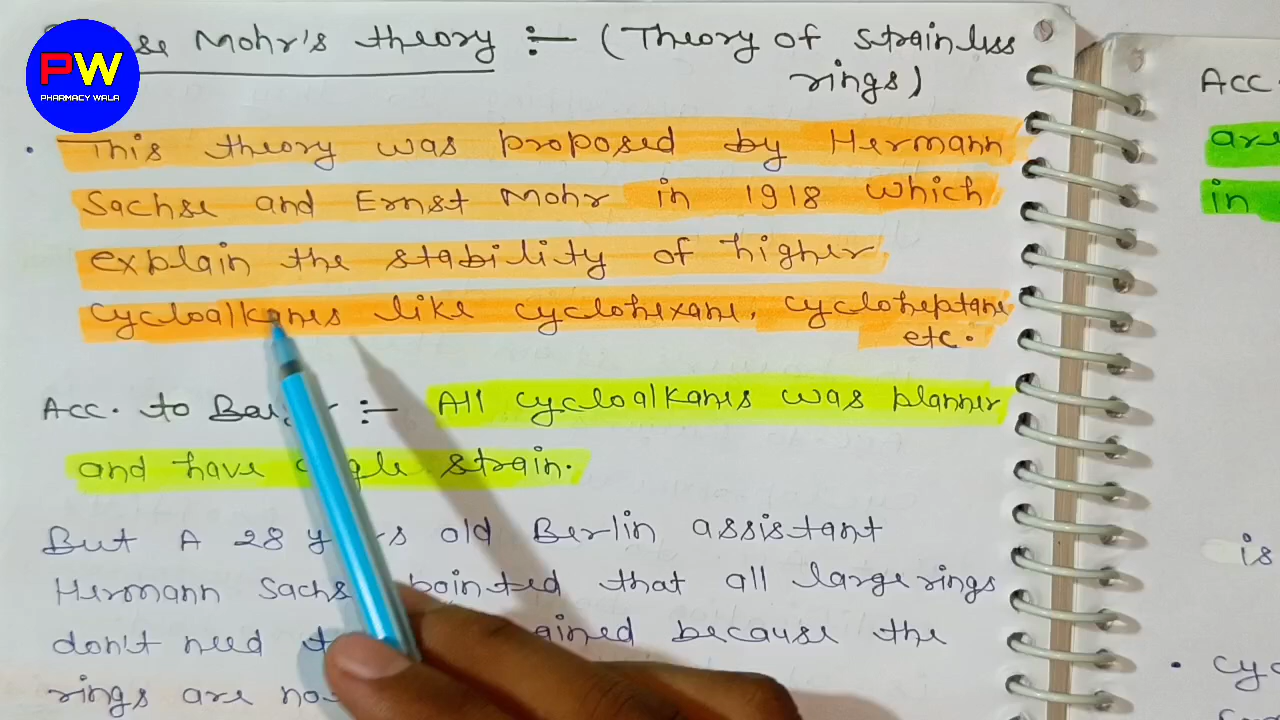 PW
PHARMACY WALA
Mohr's theory :- (Theory of strainless
rings)
• This theory was proposed by Hermann
Sachse and Ernst Mohr in 1918 which
explain the stability of higher
cycloalkanes like cyclohexane, cycloheptane
etc.
Acc. to :- All cycloalkanes was planner
and have strain.
But A 28 old Berlin assistant
Hermann pointed that all large rings
don't need because the
rings are
Acc.
are
in
is
•